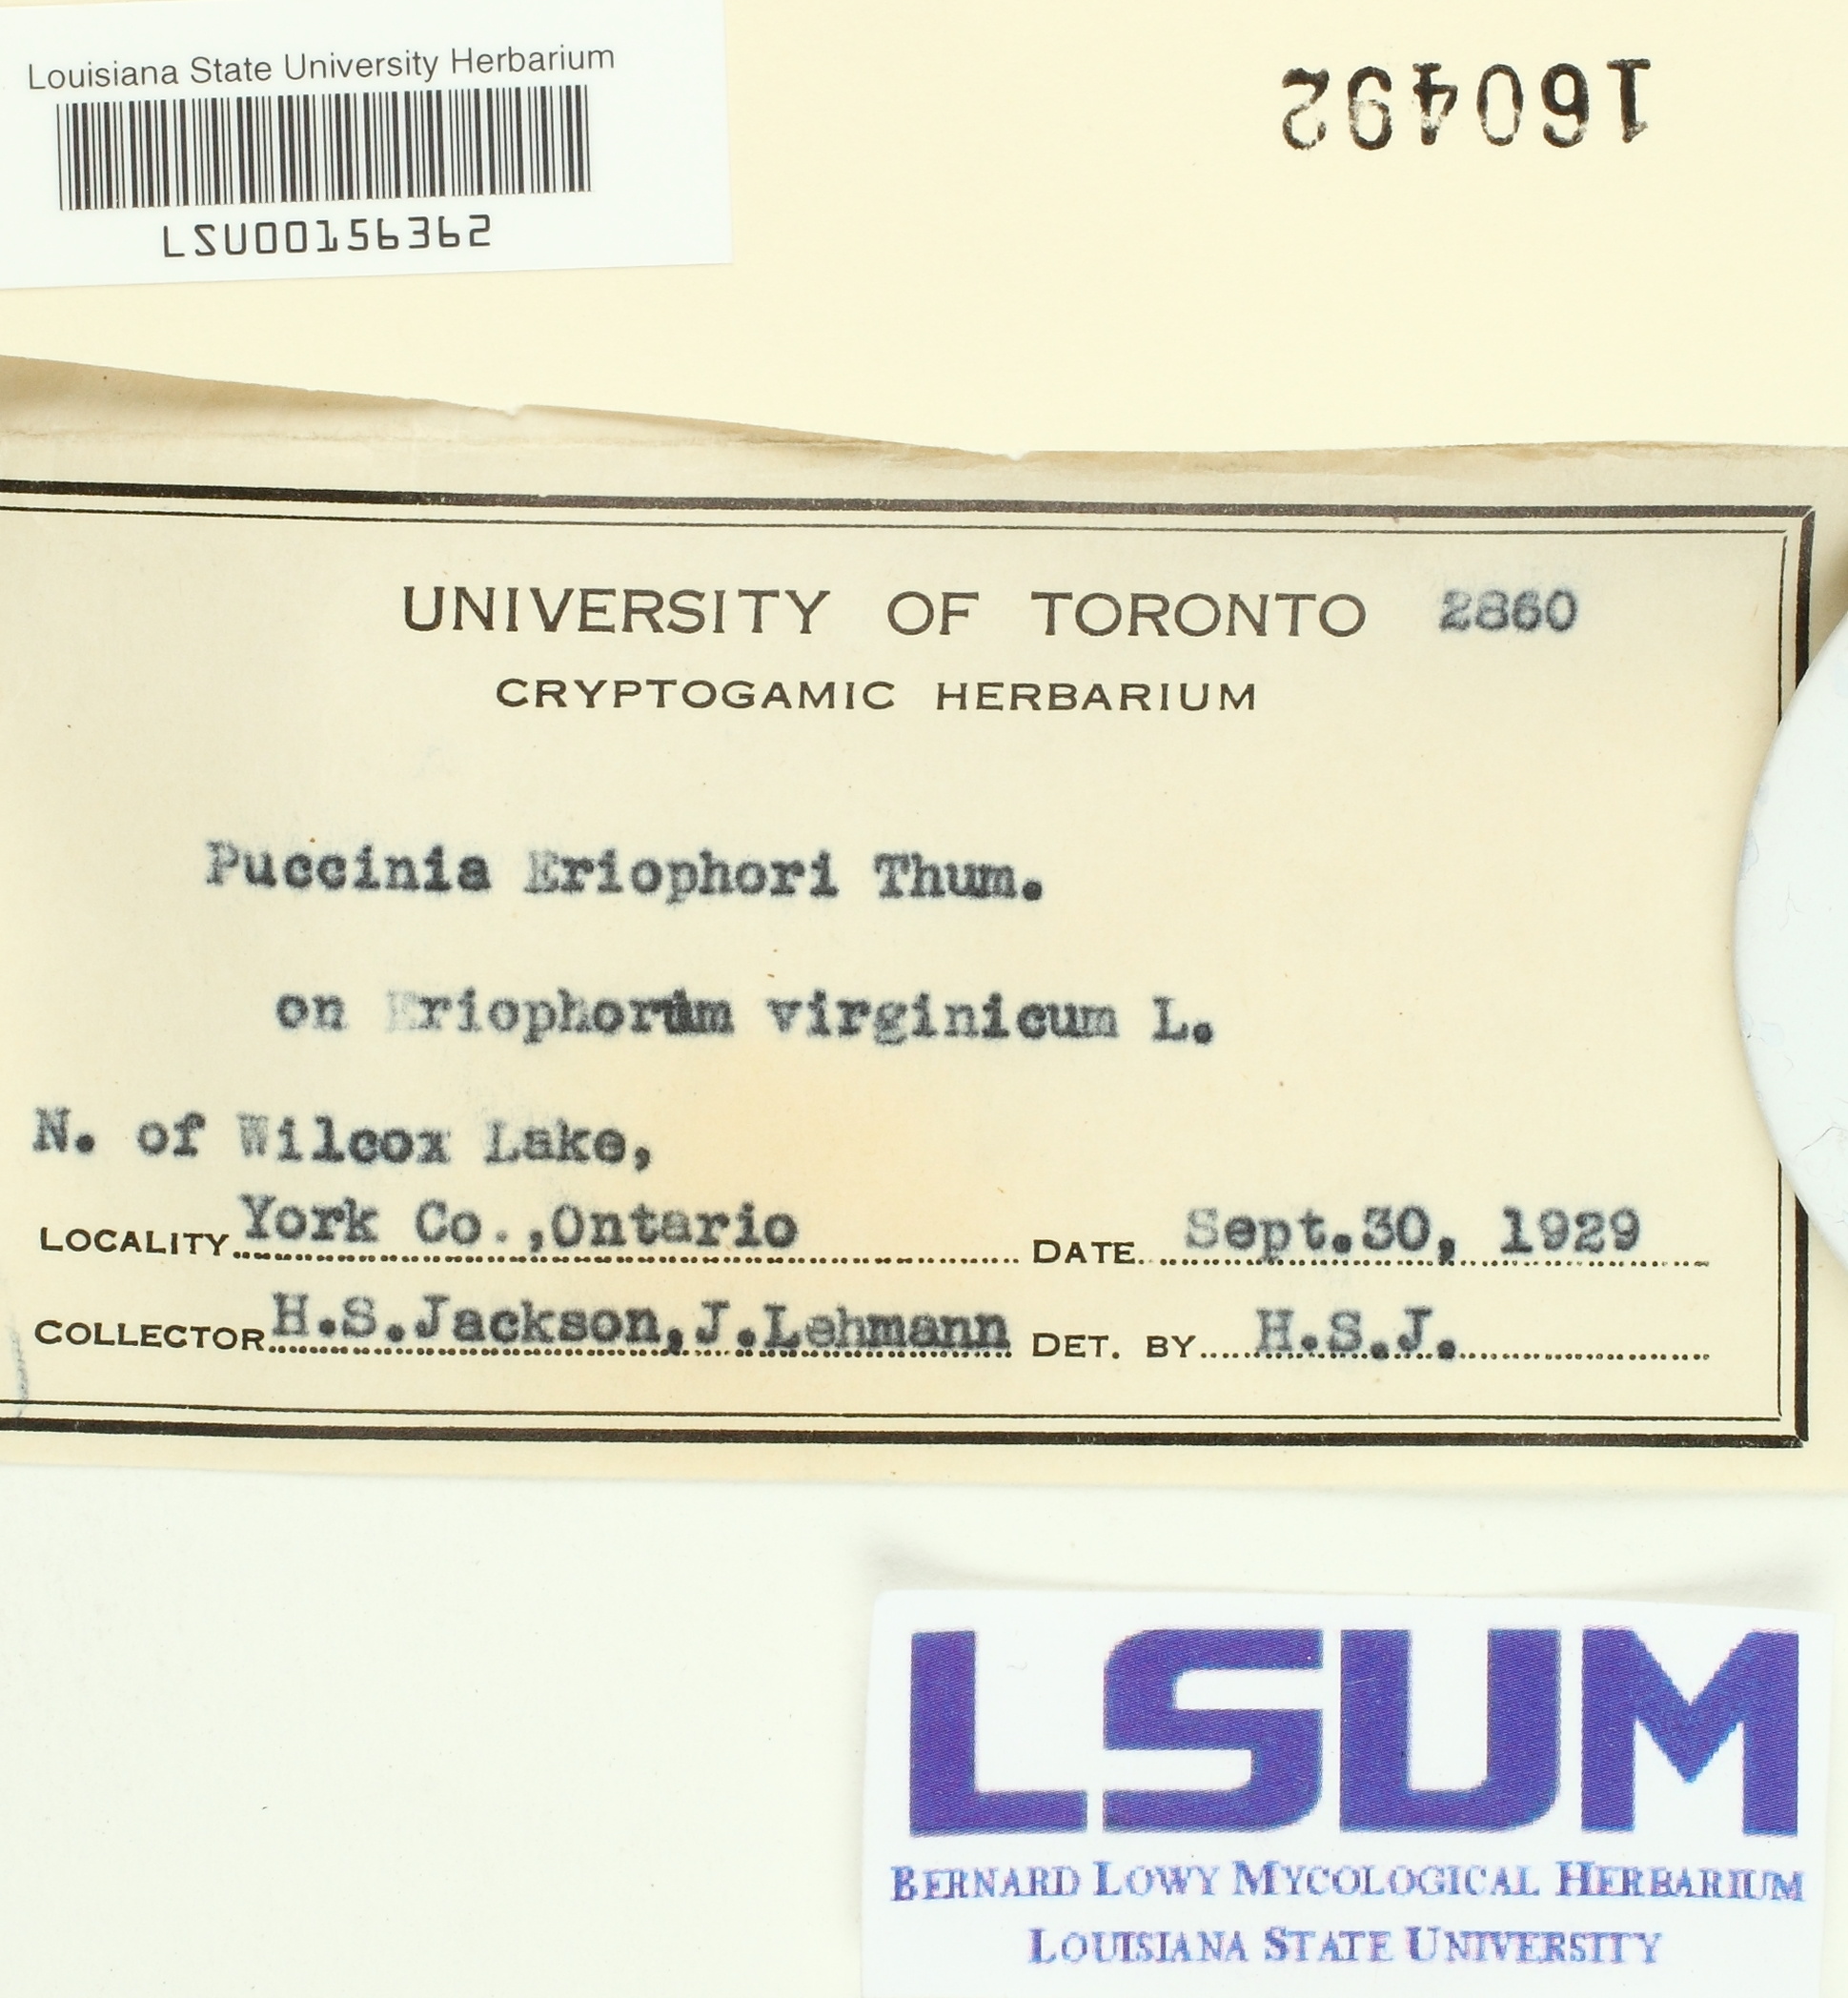 Louisiana State University Herbarium
LSU00156362
160492
UNIVERSITY OF TORONTO 2860
CRYPTOGAMIC HERBARIUM
Puccinia Eriophori Thum.
on Eriophorum virginicum L.
N. of Wilcox Lake,
LOCALITY York Co.,Ontario DATE Sept.30, 1929
COLLECTOR H.S.Jackson,J.Lehmann DET. BY H.S.J.
LSUM
BERNARD LOWY MYCOLOGICAL HERBARIUM
LOUISIANA STATE UNIVERSITY